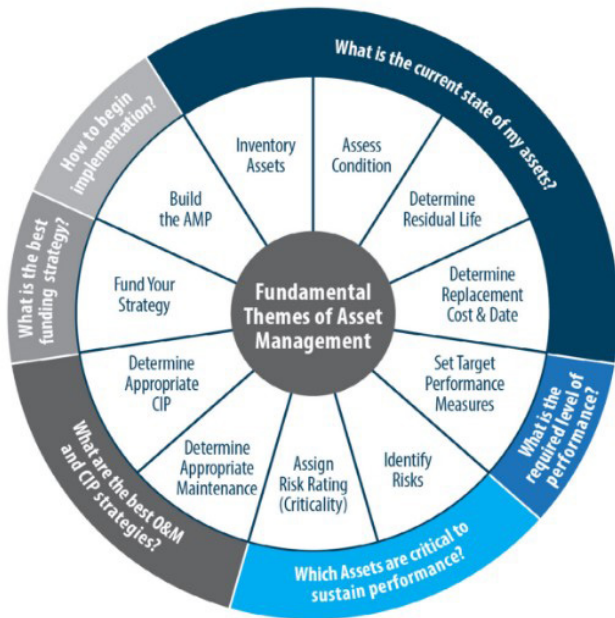 What is the current state of my assets?
How to begin
implementation?
What is the best
funding strategy?
What are the best O&M
and CIP strategies?
Which Assets are critical to
sustain performance?
What is the
required level of
performance?
Inventory
Assets
Assess
Condition
Determine
Residual Life
Determine
Replacement
Cost & Date
Set Target
Performance
Measures
Identify
Risks
Assign
Risk Rating
(Criticality)
Determine
Appropriate
Maintenance
Determine
Appropriate
CIP
Fund Your
Strategy
Build
the AMP
Fundamental
Themes of Asset
Management